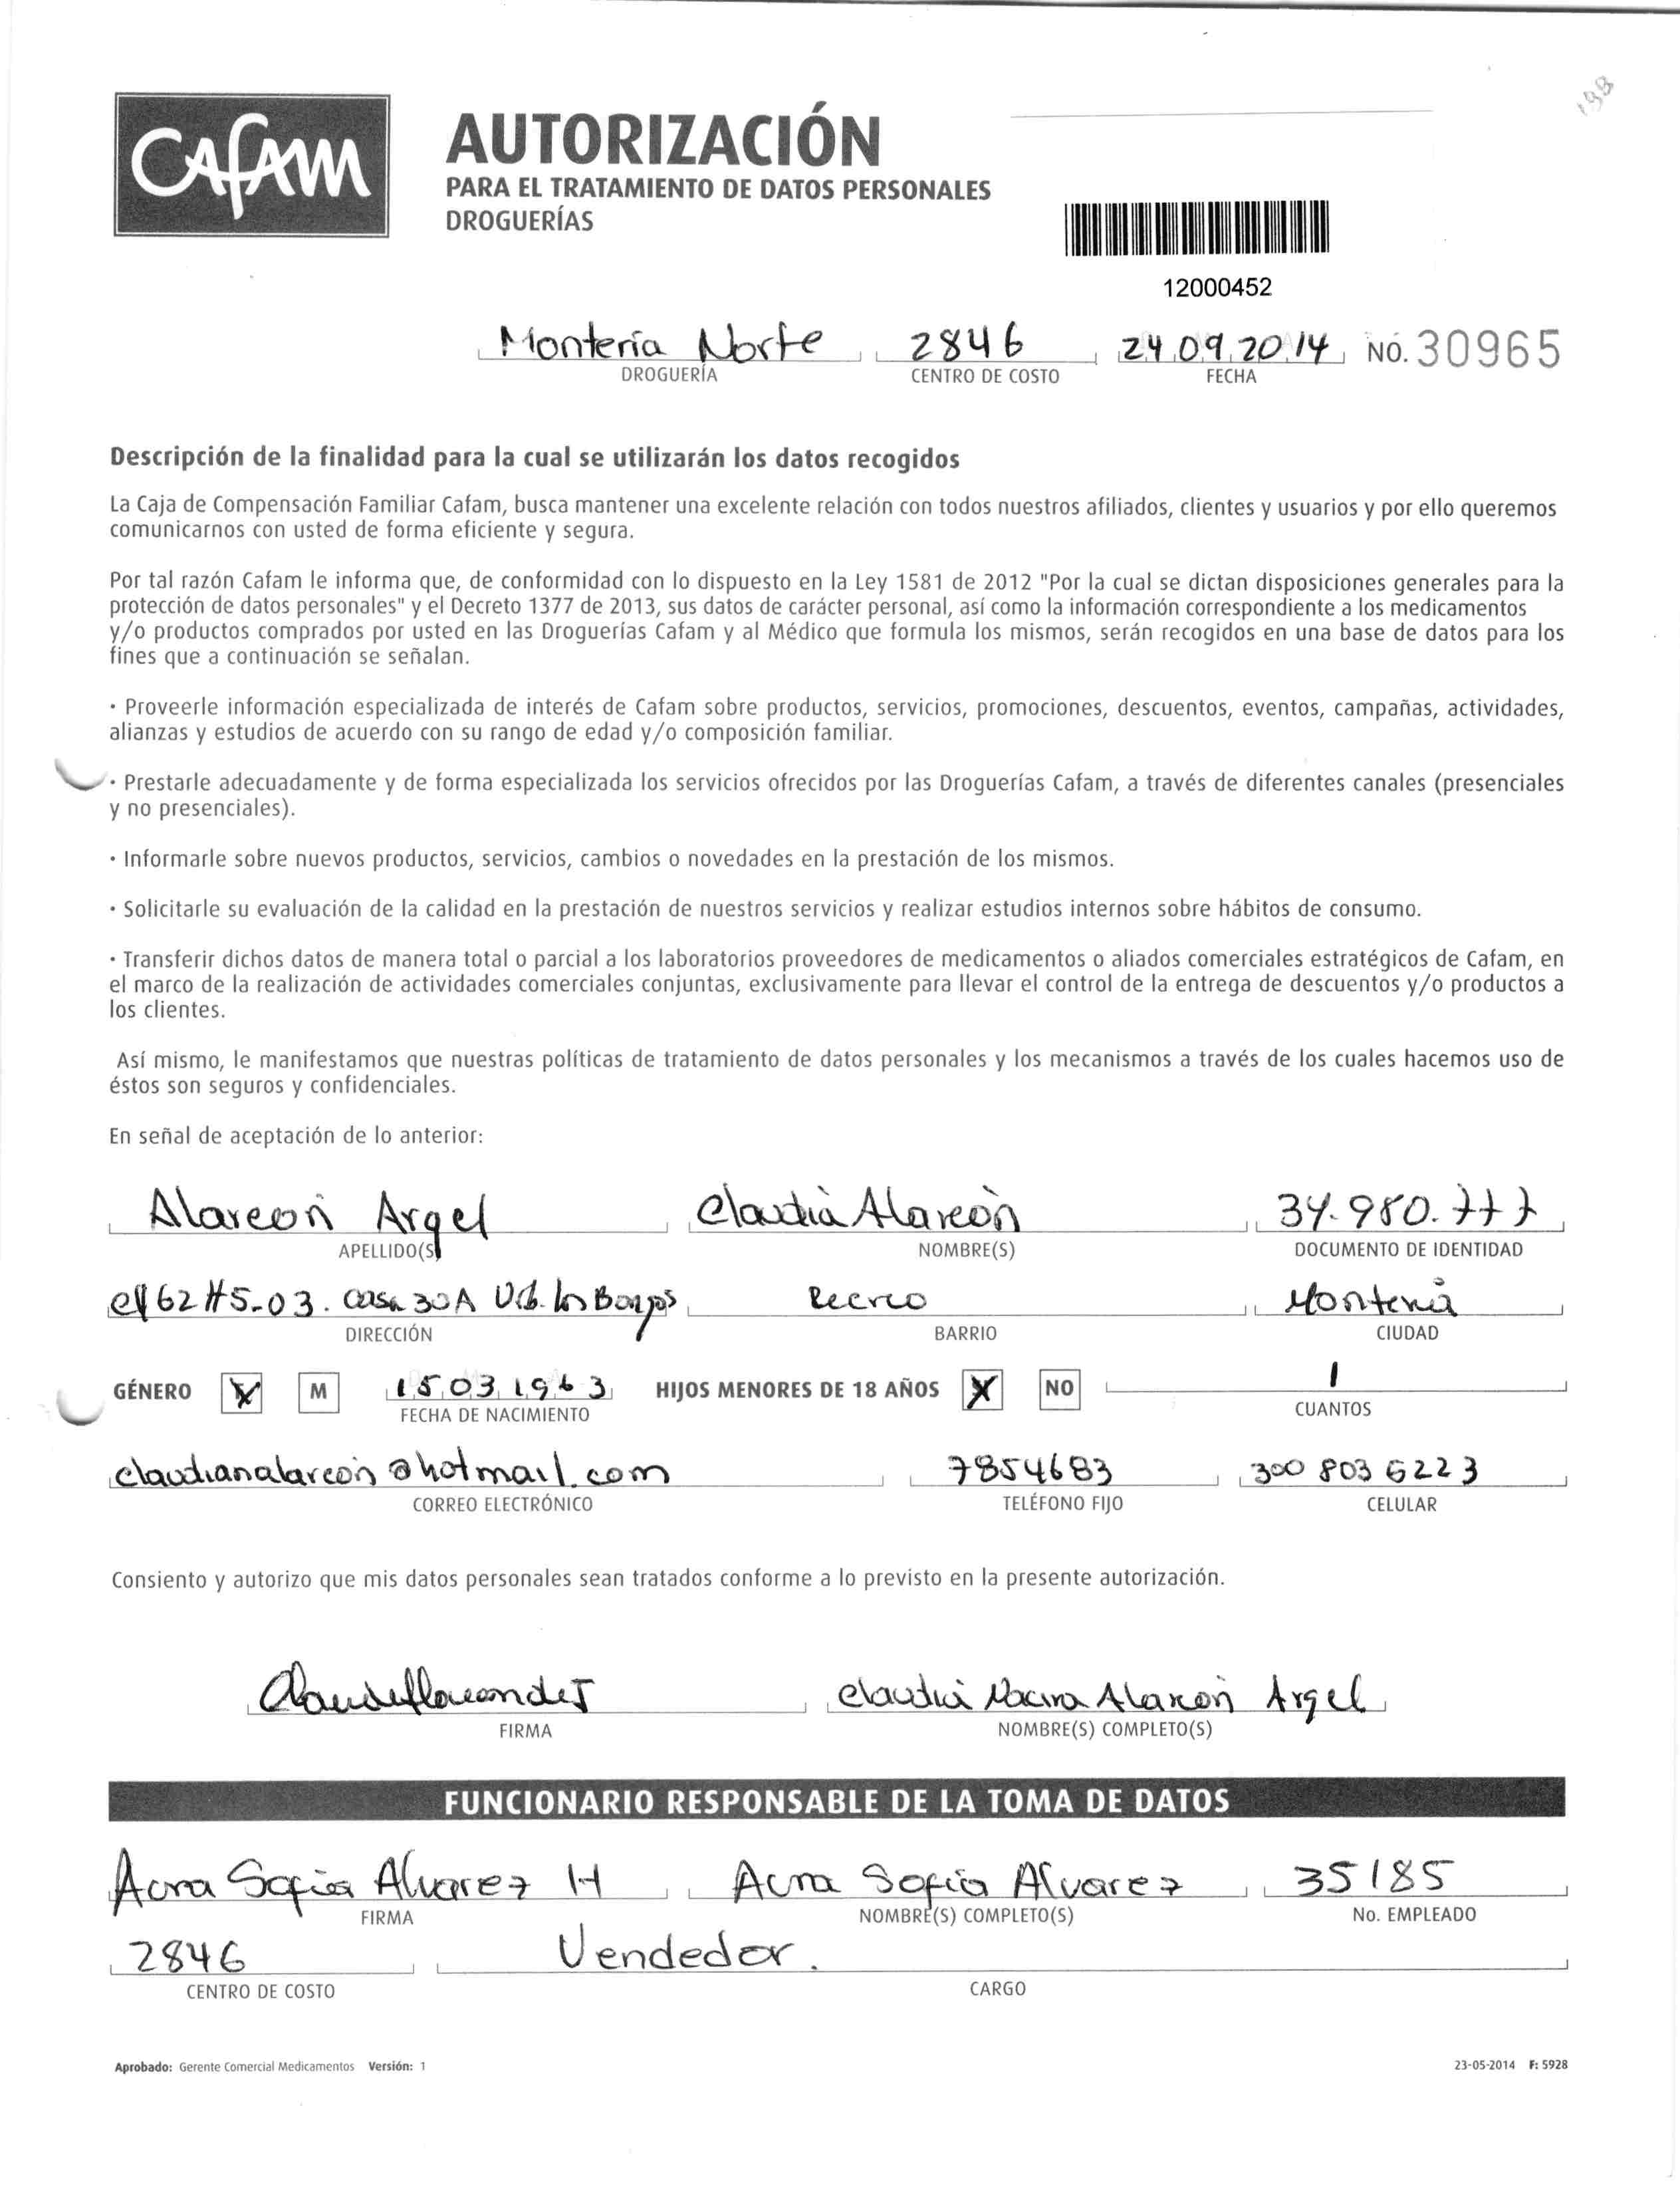 Cafam
AUTORIZACIÓN
PARA EL TRATAMIENTO DE DATOS PERSONALES
DROGUERÍAS
198
12000452
Montería Norte 2846 24 09 2014 NO. 30965
DROGUERÍA CENTRO DE COSTO FECHA
Descripción de la finalidad para la cual se utilizarán los datos recogidos
La Caja de Compensación Familiar Cafam, busca mantener una excelente relación con todos nuestros afiliados, clientes y usuarios y por ello queremos
comunicarnos con usted de forma eficiente y segura.
Por tal razón Cafam le informa que, de conformidad con lo dispuesto en la Ley 1581 de 2012 "Por la cual se dictan disposiciones generales para la
protección de datos personales" y el Decreto 1377 de 2013, sus datos de carácter personal, así como la información correspondiente a los medicamentos
y/o productos comprados por usted en las Droguerías Cafam y al Médico que formula los mismos, serán recogidos en una base de datos para los
fines que a continuación se señalan.
· Proveerle información especializada de interés de Cafam sobre productos, servicios, promociones, descuentos, eventos, campañas, actividades,
alianzas y estudios de acuerdo con su rango de edad y/o composición familiar.
· Prestarle adecuadamente y de forma especializada los servicios ofrecidos por las Droguerías Cafam, a través de diferentes canales (presenciales
y no presenciales).
· Informarle sobre nuevos productos, servicios, cambios o novedades en la prestación de los mismos.
· Solicitarle su evaluación de la calidad en la prestación de nuestros servicios y realizar estudios internos sobre hábitos de consumo.
· Transferir dichos datos de manera total o parcial a los laboratorios proveedores de medicamentos o aliados comerciales estratégicos de Cafam, en
el marco de la realización de actividades comerciales conjuntas, exclusivamente para llevar el control de la entrega de descuentos y/o productos a
los clientes.
Así mismo, le manifestamos que nuestras políticas de tratamiento de datos personales y los mecanismos a través de los cuales hacemos uso de
éstos son seguros y confidenciales.
En señal de aceptación de lo anterior:
Alarcón Argel Claudia Alarcón 34.980.777
APELLIDO(S) NOMBRE(S) DOCUMENTO DE IDENTIDAD
cll 62 #5-03. casa 30A Urb. los Bongos Recreo Montería
DIRECCIÓN BARRIO CIUDAD
GÉNERO X M 15 03 1963 HIJOS MENORES DE 18 AÑOS X NO 1
FECHA DE NACIMIENTO CUANTOS
claudianalarcon@hotmail.com 7854683 300 803 6223
CORREO ELECTRÓNICO TELÉFONO FIJO CELULAR
Consiento y autorizo que mis datos personales sean tratados conforme a lo previsto en la presente autorización.
Claudia Alarcón Argel
FIRMA NOMBRE(S) COMPLETO(S)
FUNCIONARIO RESPONSABLE DE LA TOMA DE DATOS
Sofia Alvarez H Sofia Alvarez 35185
FIRMA NOMBRE(S) COMPLETO(S) No. EMPLEADO
2846 Vendedor.
CENTRO DE COSTO CARGO
Aprobado: Gerente Comercial Medicamentos Versión: 1 23-05-2014 F: 5928